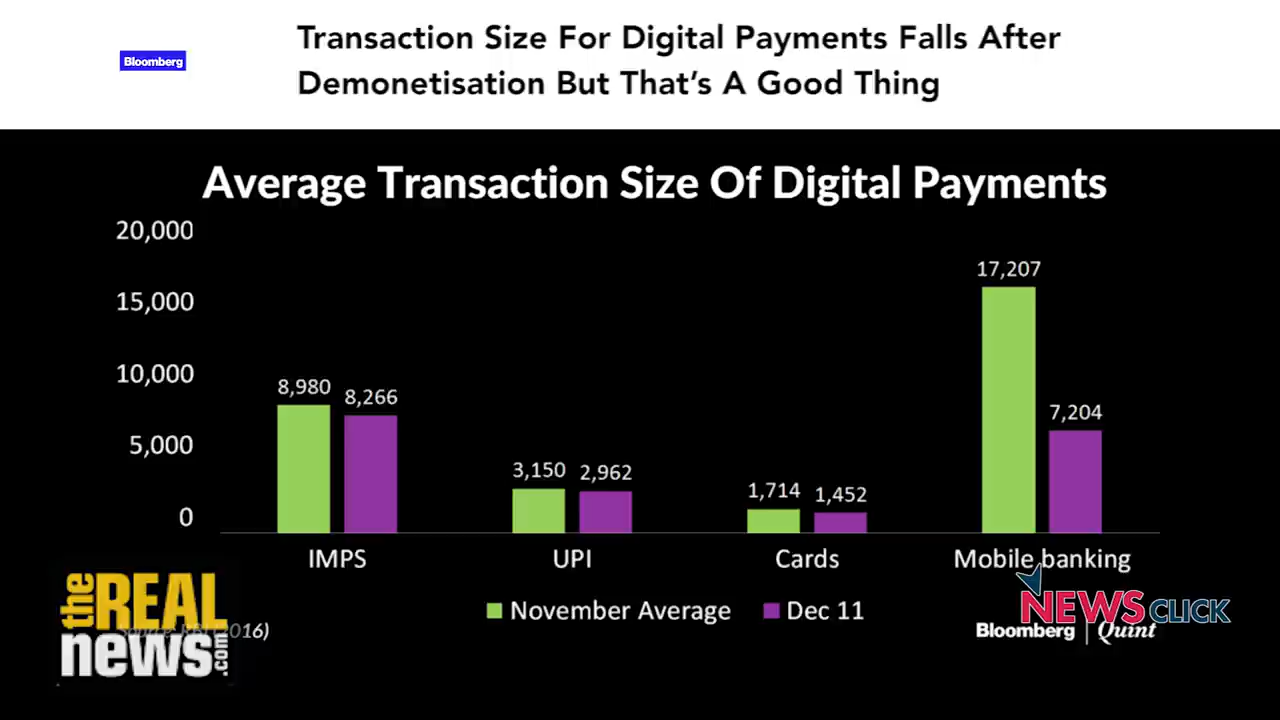 Bloomberg
Transaction Size For Digital Payments Falls After
Demonetisation But That's A Good Thing
Average Transaction Size Of Digital Payments
20,000
15,000
10,000
5,000
0
8,980
8,266
3,150
2,962
1,714
1,452
17,207
7,204
IMPS
UPI
Cards
Mobile banking
November Average
Dec 11
2016)
the REAL
news.com
NEWSCLICK
Bloomberg | Quint